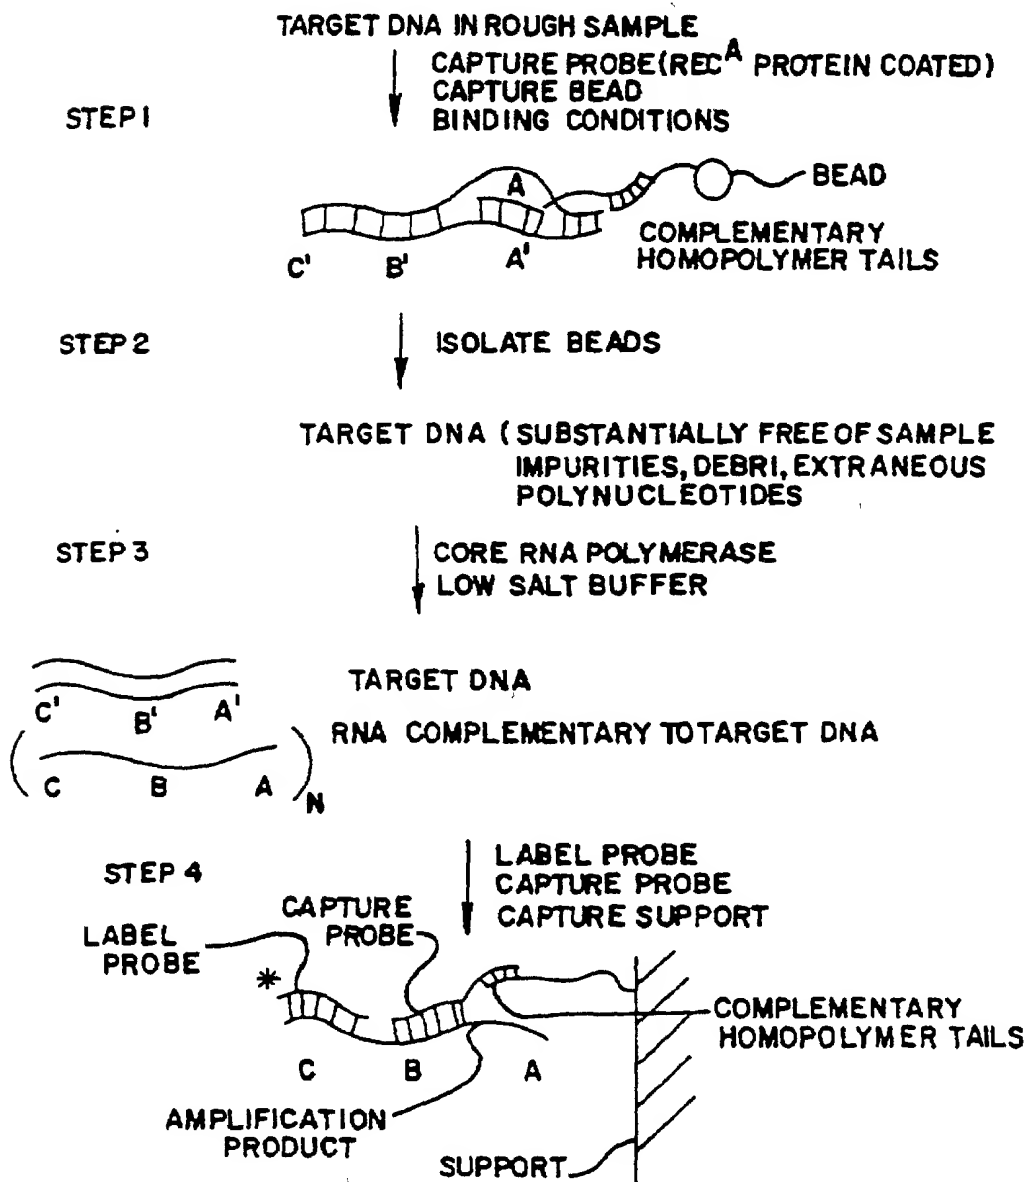 TARGET DNA IN ROUGH SAMPLE
CAPTURE PROBE (REC^A PROTEIN COATED)
CAPTURE BEAD
STEP 1
BINDING CONDITIONS
A
BEAD
COMPLEMENTARY
HOMOPOLYMER TAILS
C' B' A'
STEP 2
ISOLATE BEADS
TARGET DNA (SUBSTANTIALLY FREE OF SAMPLE
IMPURITIES, DEBRI, EXTRANEOUS
POLYNUCLEOTIDES
STEP 3
CORE RNA POLYMERASE
LOW SALT BUFFER
TARGET DNA
C' B' A'
RNA COMPLEMENTARY TO TARGET DNA
C B A N
STEP 4
LABEL PROBE
CAPTURE PROBE
CAPTURE SUPPORT
CAPTURE
PROBE
LABEL
PROBE
*
COMPLEMENTARY
HOMOPOLYMER TAILS
C B A
AMPLIFICATION
PRODUCT
SUPPORT